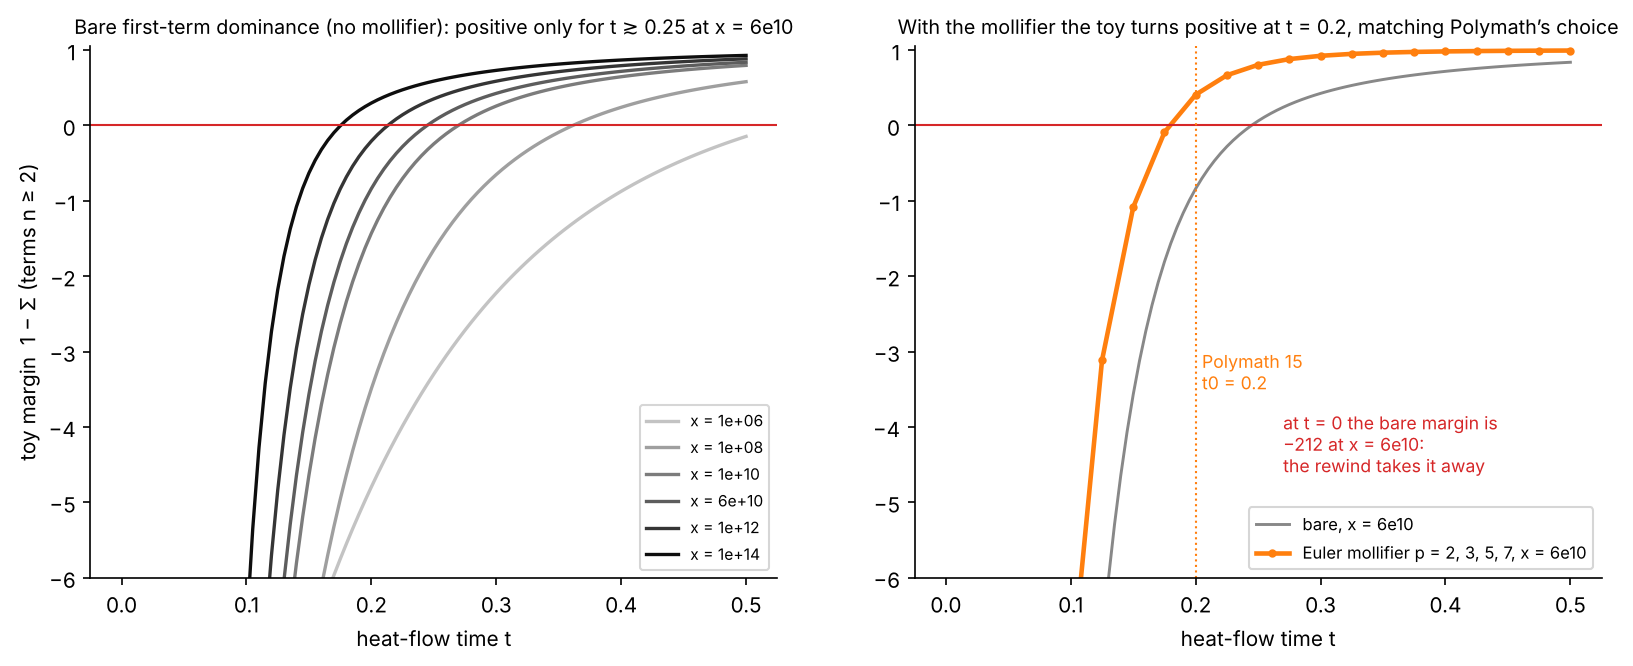 Bare first-term dominance (no mollifier): positive only for t ≳ 0.25 at x = 6e10
toy margin 1 − Σ (terms n ≥ 2)
1
0
−1
−2
−3
−4
−5
−6
0.0
0.1
0.2
0.3
0.4
0.5
heat-flow time t
x = 1e+06
x = 1e+08
x = 1e+10
x = 6e+10
x = 1e+12
x = 1e+14
With the mollifier the toy turns positive at t = 0.2, matching Polymath’s choice
1
0
−1
−2
−3
−4
−5
−6
0.0
0.1
0.2
0.3
0.4
0.5
heat-flow time t
Polymath 15
t0 = 0.2
at t = 0 the bare margin is
−212 at x = 6e10:
the rewind takes it away
bare, x = 6e10
Euler mollifier p = 2, 3, 5, 7, x = 6e10